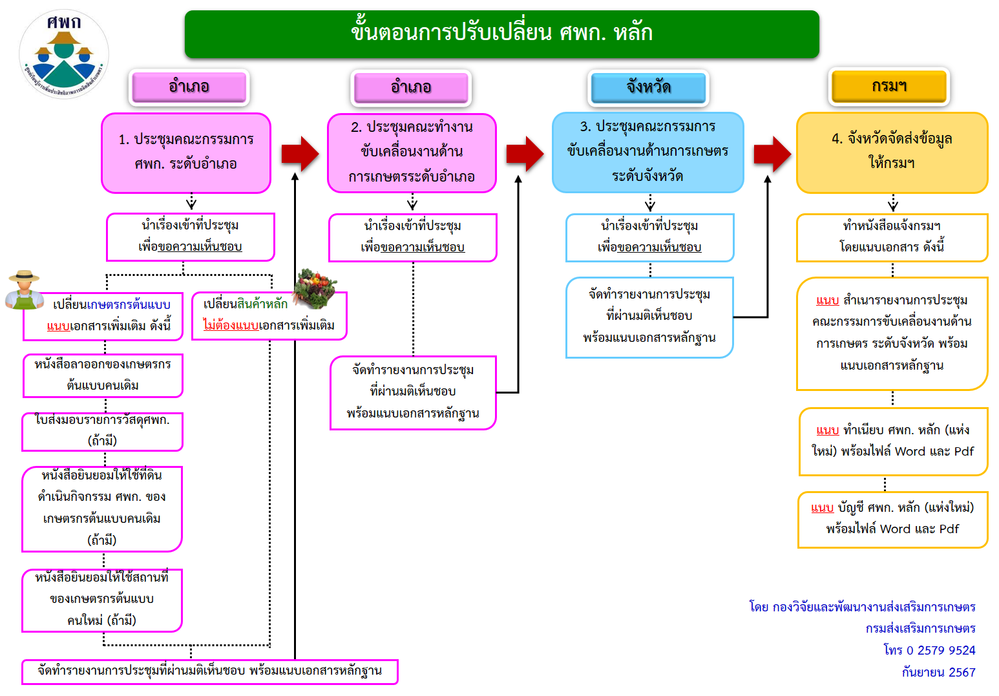 ศพก
ศูนย์เรียนรู้การเพิ่มประสิทธิภาพการผลิตสินค้าเกษตร
ขั้นตอนการปรับเปลี่ยน ศพก. หลัก
อำเภอ
1. ประชุมคณะกรรมการ
ศพก. ระดับอำเภอ
นำเรื่องเข้าที่ประชุม
เพื่อขอความเห็นชอบ
เปลี่ยนเกษตรกรต้นแบบ
แนบเอกสารเพิ่มเติม ดังนี้
หนังสือลาออกของเกษตรกร
ต้นแบบคนเดิม
ใบส่งมอบรายการวัสดุศพก.
(ถ้ามี)
หนังสือยินยอมให้ใช้ที่ดิน
ดำเนินกิจกรรม ศพก. ของ
เกษตรกรต้นแบบคนเดิม
(ถ้ามี)
หนังสือยินยอมให้ใช้สถานที่
ของเกษตรกรต้นแบบ
คนใหม่ (ถ้ามี)
เปลี่ยนสินค้าหลัก
ไม่ต้องแนบเอกสารเพิ่มเติม
จัดทำรายงานการประชุมที่ผ่านมติเห็นชอบ พร้อมแนบเอกสารหลักฐาน
อำเภอ
2. ประชุมคณะทำงาน
ขับเคลื่อนงานด้าน
การเกษตรระดับอำเภอ
นำเรื่องเข้าที่ประชุม
เพื่อขอความเห็นชอบ
จัดทำรายงานการประชุม
ที่ผ่านมติเห็นชอบ
พร้อมแนบเอกสารหลักฐาน
จังหวัด
3. ประชุมคณะกรรมการ
ขับเคลื่อนงานด้านการเกษตร
ระดับจังหวัด
นำเรื่องเข้าที่ประชุม
เพื่อขอความเห็นชอบ
จัดทำรายงานการประชุม
ที่ผ่านมติเห็นชอบ
พร้อมแนบเอกสารหลักฐาน
กรมฯ
4. จังหวัดจัดส่งข้อมูล
ให้กรมฯ
ทำหนังสือแจ้งกรมฯ
โดยแนบเอกสาร ดังนี้
แนบ สำเนารายงานการประชุม
คณะกรรมการขับเคลื่อนงานด้าน
การเกษตร ระดับจังหวัด พร้อม
แนบเอกสารหลักฐาน
แนบ ทำเนียบ ศพก. หลัก (แห่ง
ใหม่) พร้อมไฟล์ Word และ Pdf
แนบ บัญชี ศพก. หลัก (แห่งใหม่)
พร้อมไฟล์ Word และ Pdf
โดย กองวิจัยและพัฒนางานส่งเสริมการเกษตร
กรมส่งเสริมการเกษตร
โทร 0 2579 9524
กันยายน 2567